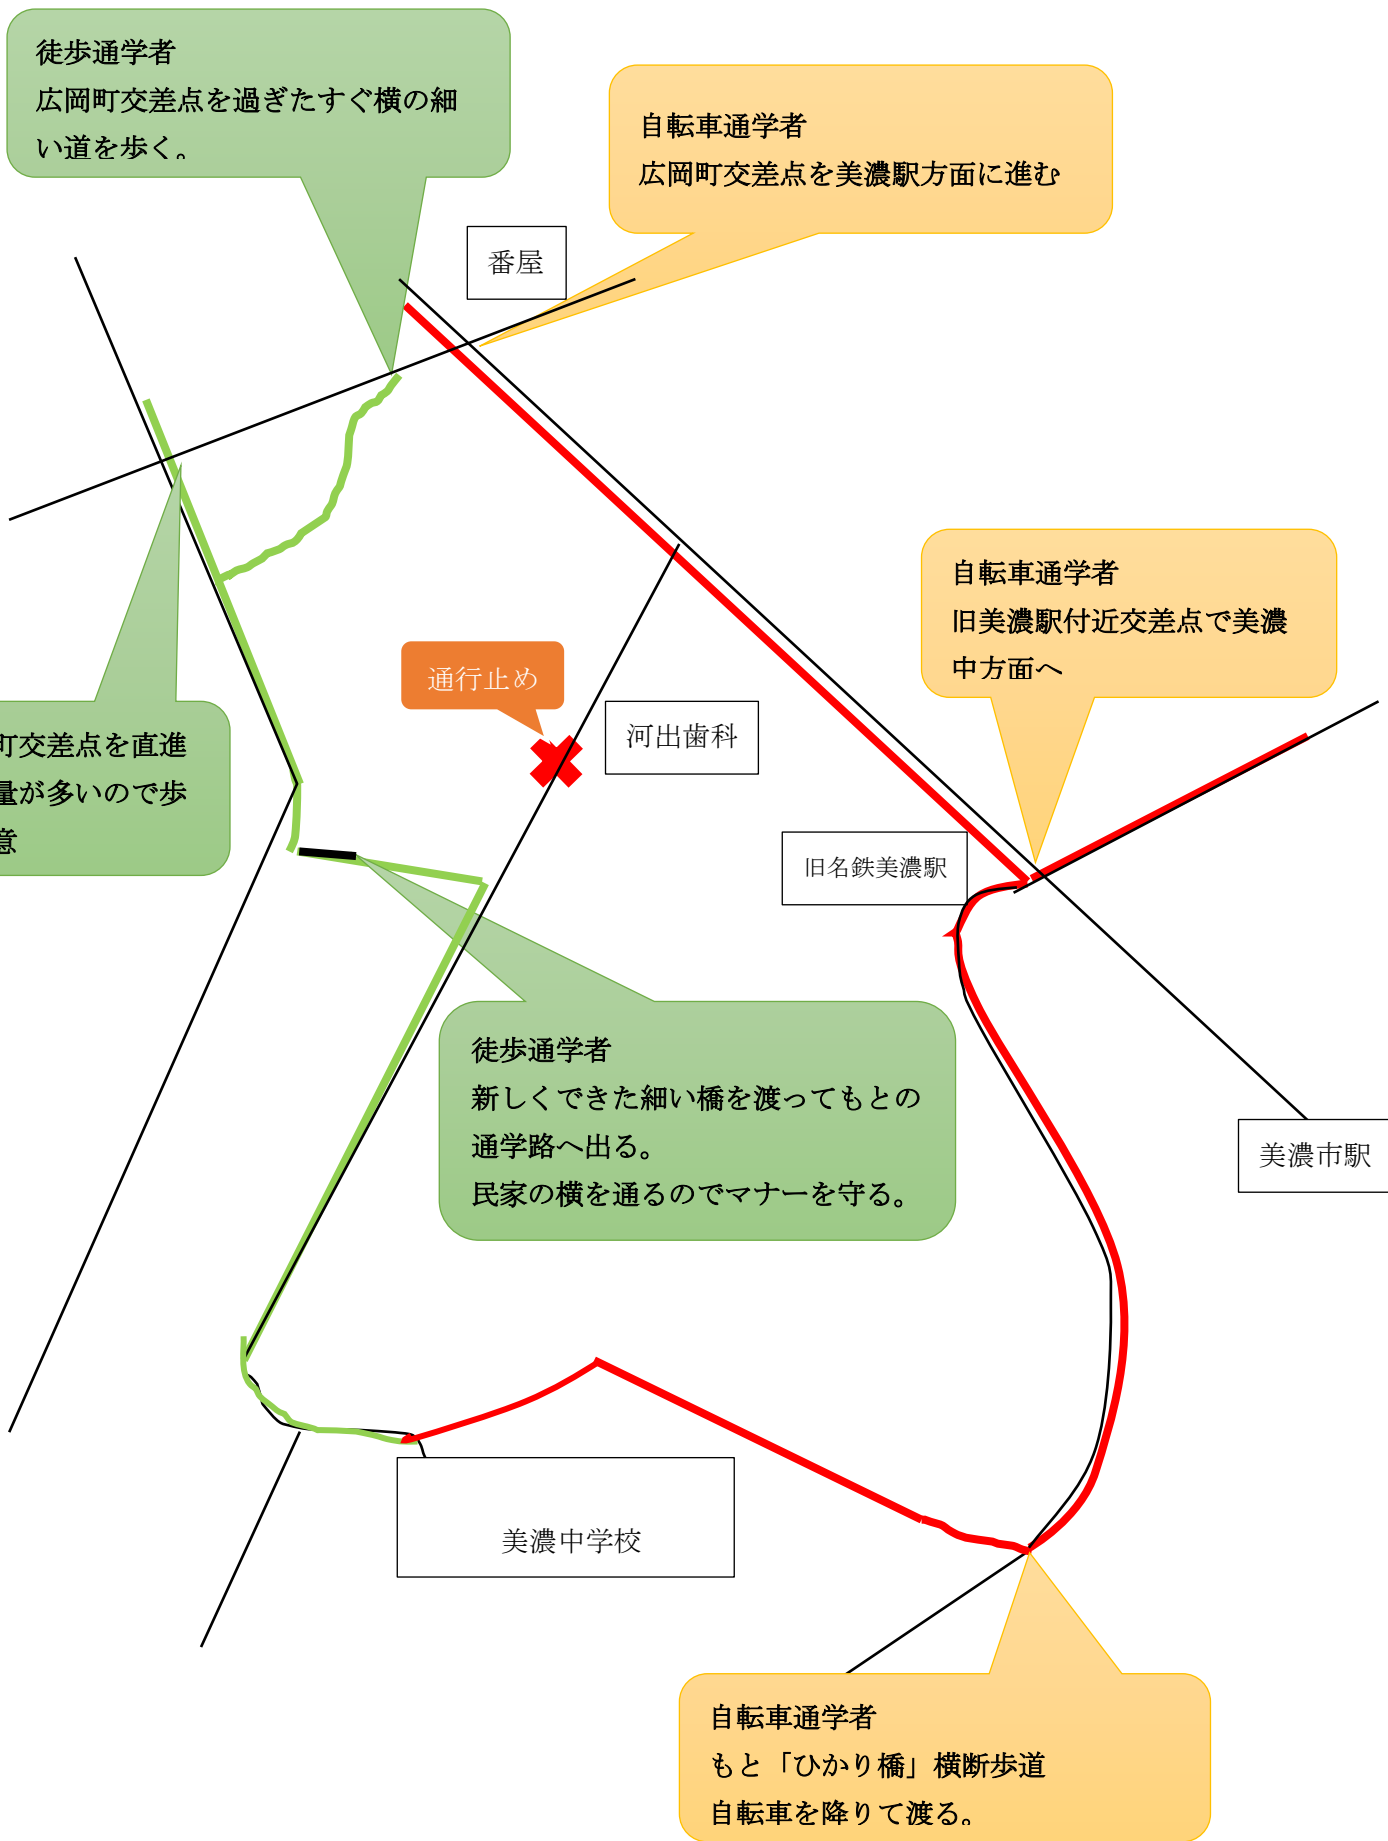 徒歩通学者
広岡町交差点を過ぎたすぐ横の細
い道を歩く。
自転車通学者
広岡町交差点を美濃駅方面に進む
番屋
自転車通学者
旧美濃駅付近交差点で美濃
中方面へ
通行止め
河出歯科
町交差点を直進
量が多いので歩
意
旧名鉄美濃駅
徒歩通学者
新しくできた細い橋を渡ってもとの
通学路へ出る。
民家の横を通るのでマナーを守る。
美濃市駅
美濃中学校
自転車通学者
もと「ひかり橋」横断歩道
自転車を降りて渡る。